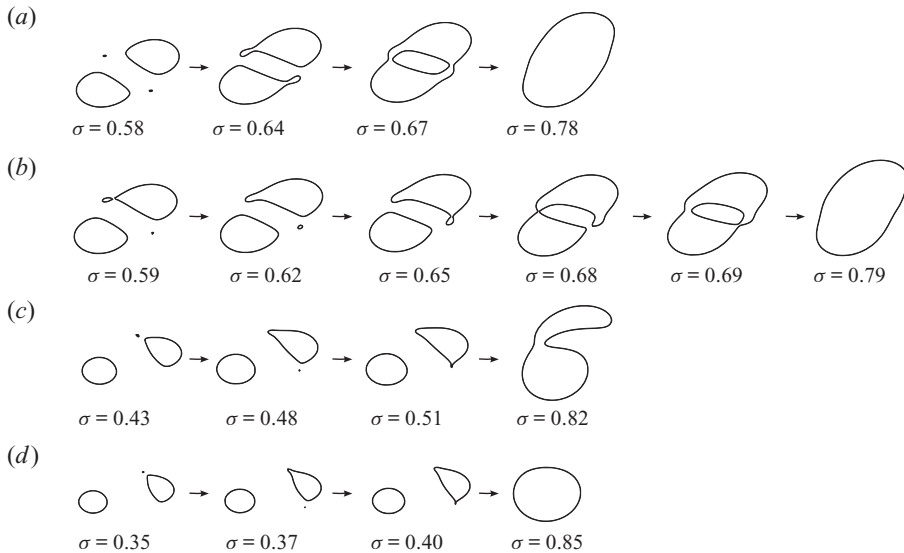 (a)
σ = 0.58 σ = 0.64 σ = 0.67 σ = 0.78
(b)
σ = 0.59 σ = 0.62 σ = 0.65 σ = 0.68 σ = 0.69 σ = 0.79
(c)
σ = 0.43 σ = 0.48 σ = 0.51 σ = 0.82
(d)
σ = 0.35 σ = 0.37 σ = 0.40 σ = 0.85